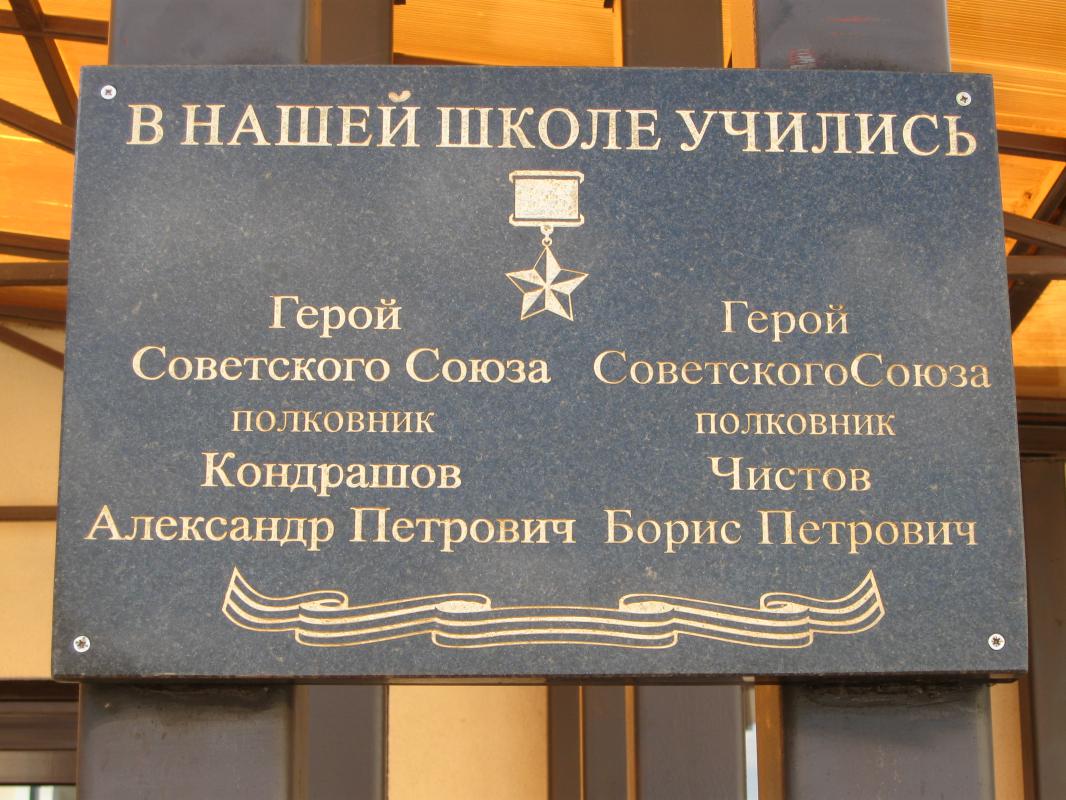 В НАШЕЙ ШКОЛЕ УЧИЛИСЬ
Герой
Советского Союза
полковник
Кондрашов
Александр Петрович
Герой
СоветскогоСоюза
полковник
Чистов
Борис Петрович